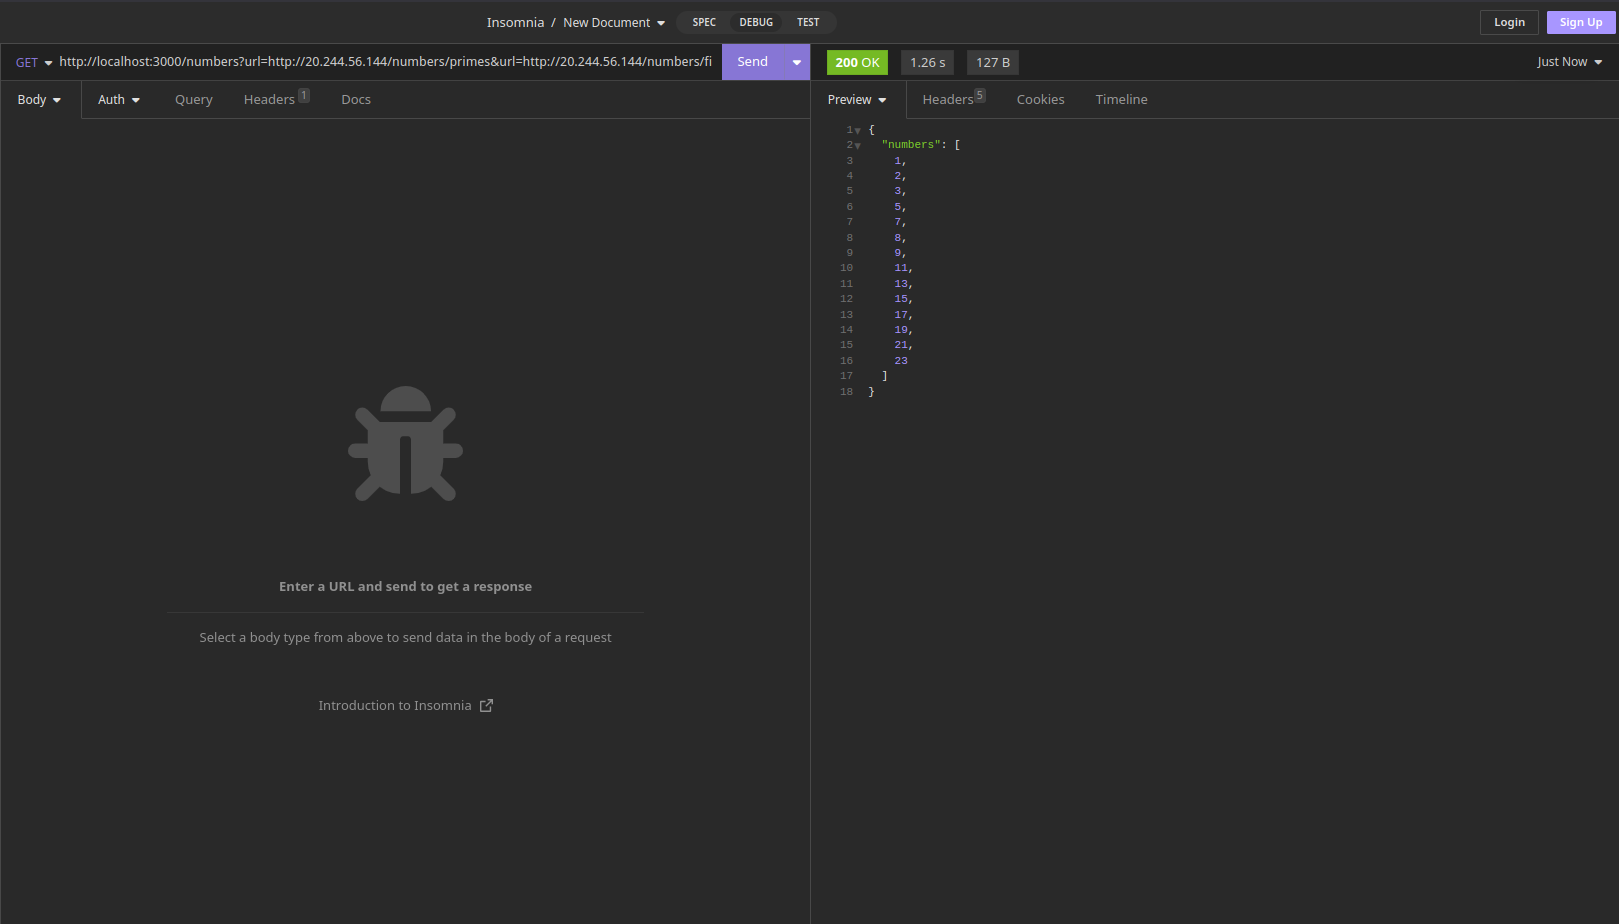 Insomnia / New Document SPEC DEBUG TEST Login Sign Up
GET http://localhost:3000/numbers?url=http://20.244.56.144/numbers/primes&url=http://20.244.56.144/numbers/fi Send 200 OK 1.26 s 127 B Just Now
Body Auth Query Headers 1 Docs Preview Headers 5 Cookies Timeline
1 {
2 "numbers": [
3 1,
4 2,
5 3,
6 5,
7 7,
8 8,
9 9,
10 11,
11 13,
12 15,
13 17,
14 19,
15 21,
16 23
17 ]
18 }
Enter a URL and send to get a response
Select a body type from above to send data in the body of a request
Introduction to Insomnia